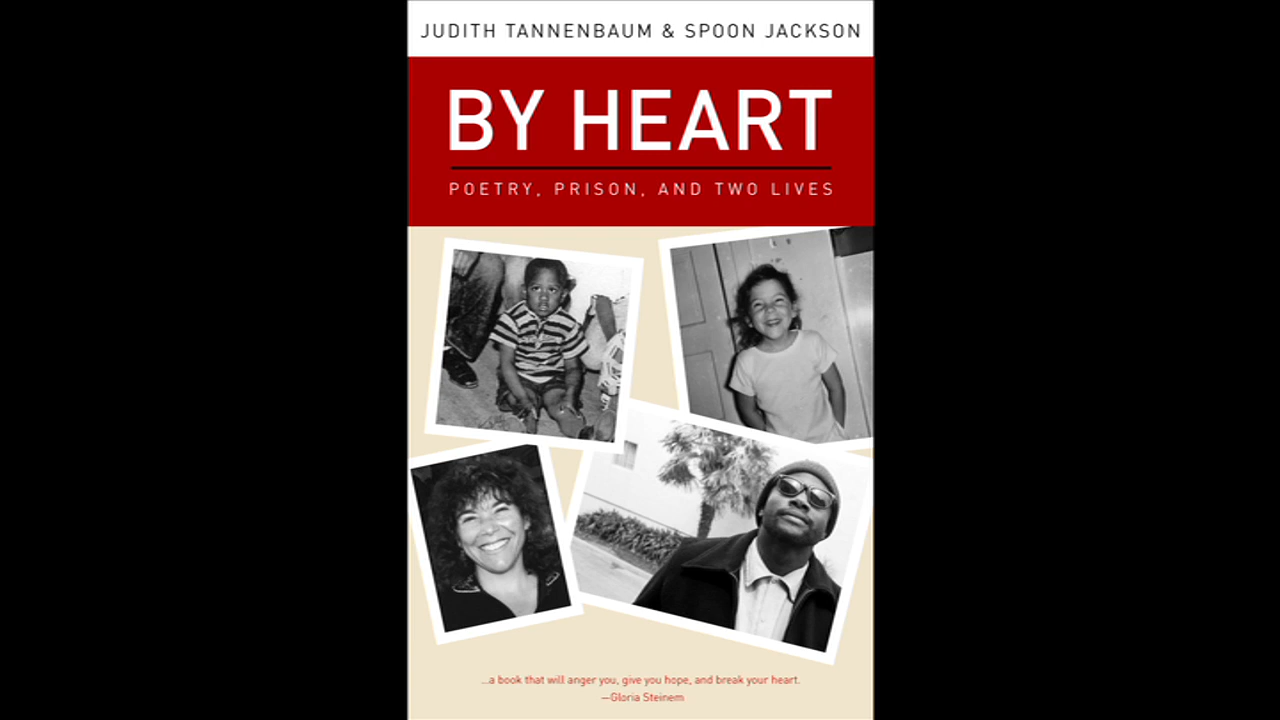 JUDITH TANNENBAUM & SPOON JACKSON
BY HEART
POETRY, PRISON, AND TWO LIVES
...a book that will anger you, give you hope, and break your heart.
—Gloria Steinem